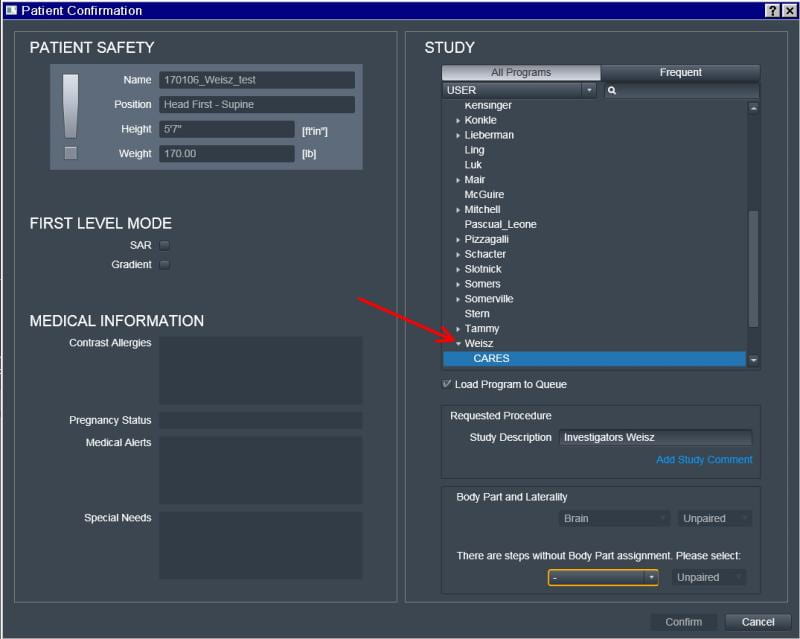 Patient Confirmation
PATIENT SAFETY
Name 170106_Weisz_test
Position Head First - Supine
Height 5'7" [ft'in"]
Weight 170.00 [lb]
FIRST LEVEL MODE
SAR
Gradient
MEDICAL INFORMATION
Contrast Allergies
Pregnancy Status
Medical Alerts
Special Needs
STUDY
All Programs Frequent
USER
Kensinger
Konkle
Lieberman
Ling
Luk
Mair
McGuire
Mitchell
Pascual_Leone
Pizzagalli
Schacter
Slotnick
Somers
Somerville
Stern
Tammy
Weisz
CARES
Load Program to Queue
Requested Procedure
Study Description Investigators Weisz
Add Study Comment
Body Part and Laterality
Brain Unpaired
There are steps without Body Part assignment. Please select:
- Unpaired
Confirm Cancel